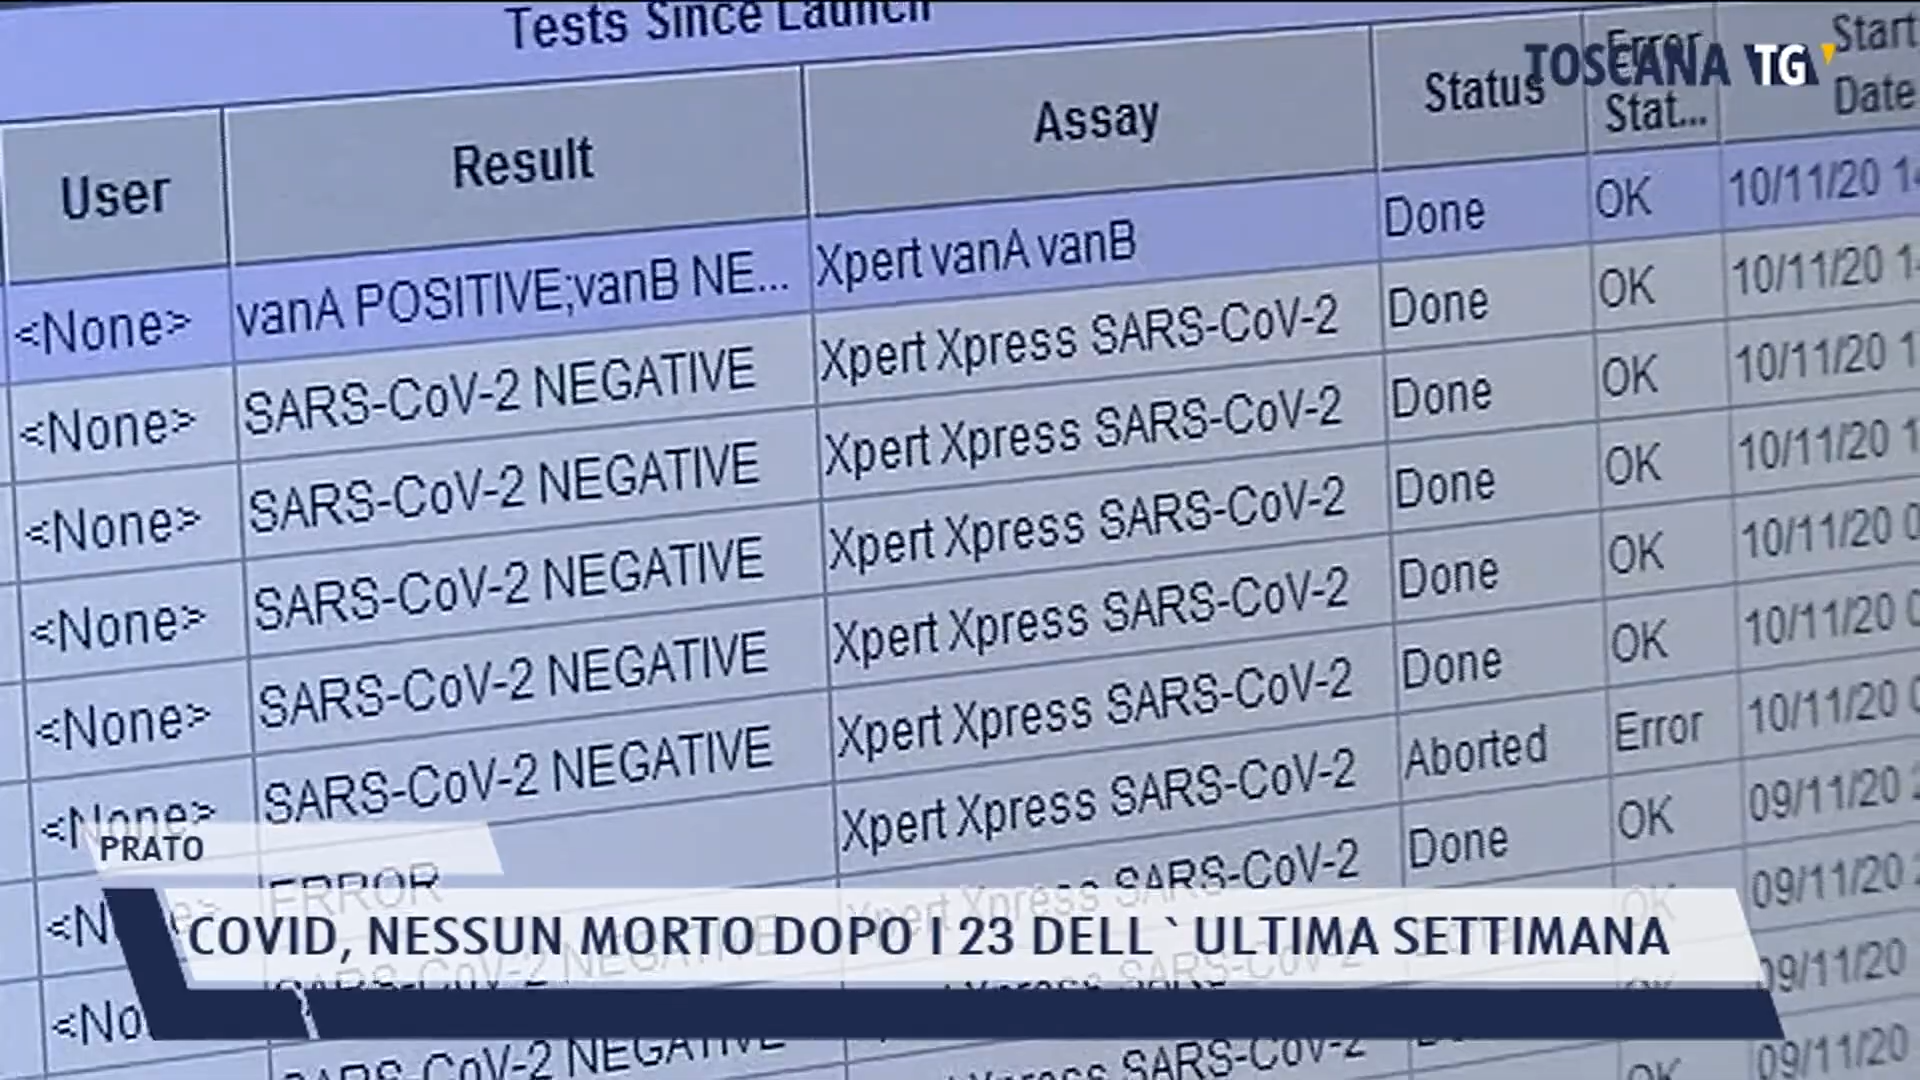 Tests Since Launch
TOSCANA TG
User Result Assay Status Error Stat... Start Date
<None> vanA POSITIVE;vanB NE... Xpert vanA vanB Done OK 10/11/20
<None> SARS-CoV-2 NEGATIVE Xpert Xpress SARS-CoV-2 Done OK 10/11/20
<None> SARS-CoV-2 NEGATIVE Xpert Xpress SARS-CoV-2 Done OK 10/11/20
<None> SARS-CoV-2 NEGATIVE Xpert Xpress SARS-CoV-2 Done OK 10/11/20
<None> SARS-CoV-2 NEGATIVE Xpert Xpress SARS-CoV-2 Done OK 10/11/20
<None> SARS-CoV-2 NEGATIVE Xpert Xpress SARS-CoV-2 Done OK 10/11/20
ERROR Xpert Xpress SARS-CoV-2 Aborted Error 10/11/20
Xpert Xpress SARS-CoV-2 Done OK 09/11/20
OK 09/11/20
09/11/20
SARS-CoV-2 NEGATIVE Xpert Xpress SARS-CoV-2 OK 09/11/20
PRATO
COVID, NESSUN MORTO DOPO I 23 DELL`ULTIMA SETTIMANA